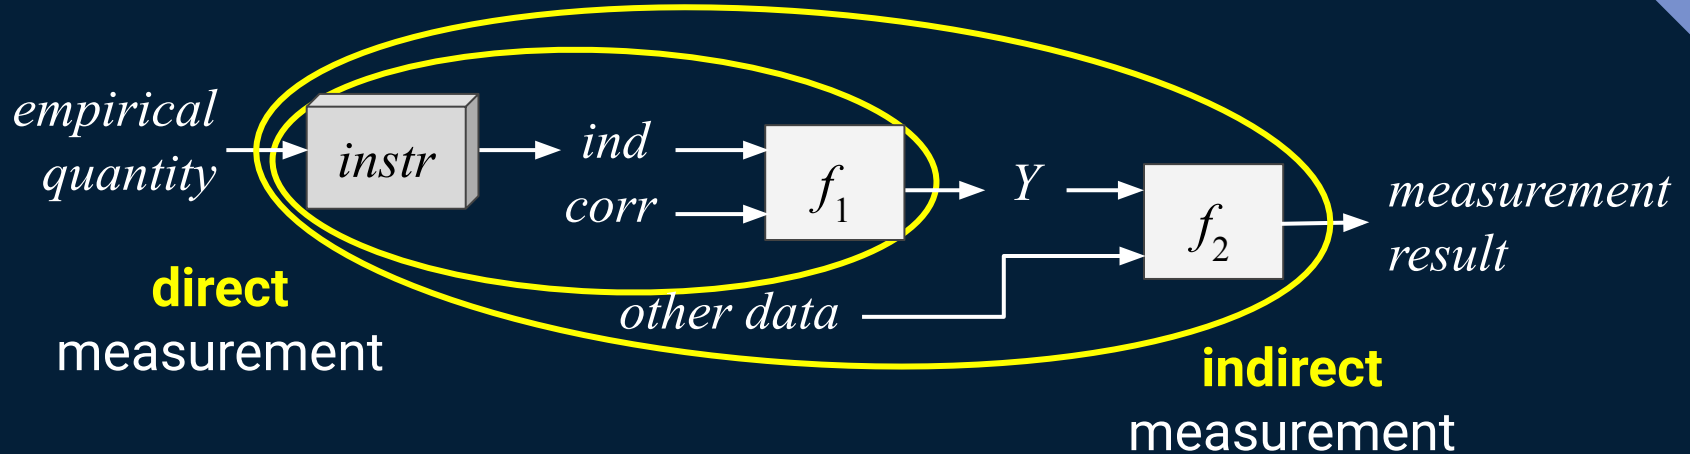 empirical
quantity
instr
ind
corr
f1
Y
f2
measurement
result
other data
direct
measurement
indirect
measurement